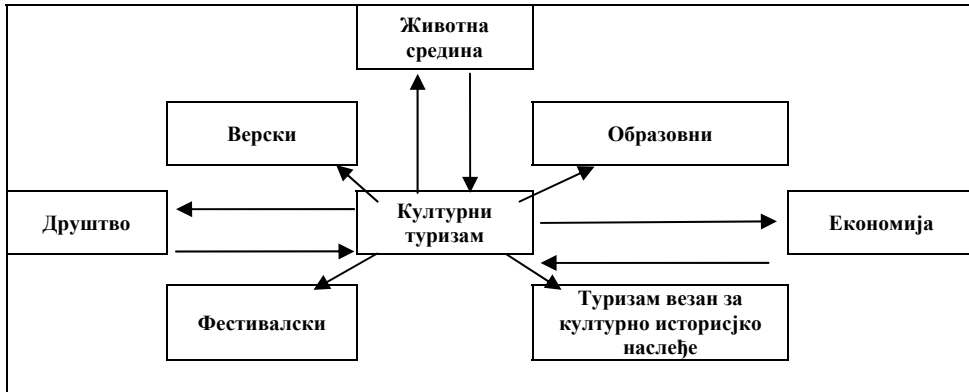 Животна
средина
Верски
Образовни
Друштво
Културни
туризам
Економија
Фестивалски
Туризам везан за
културно историсјко
наслеђе